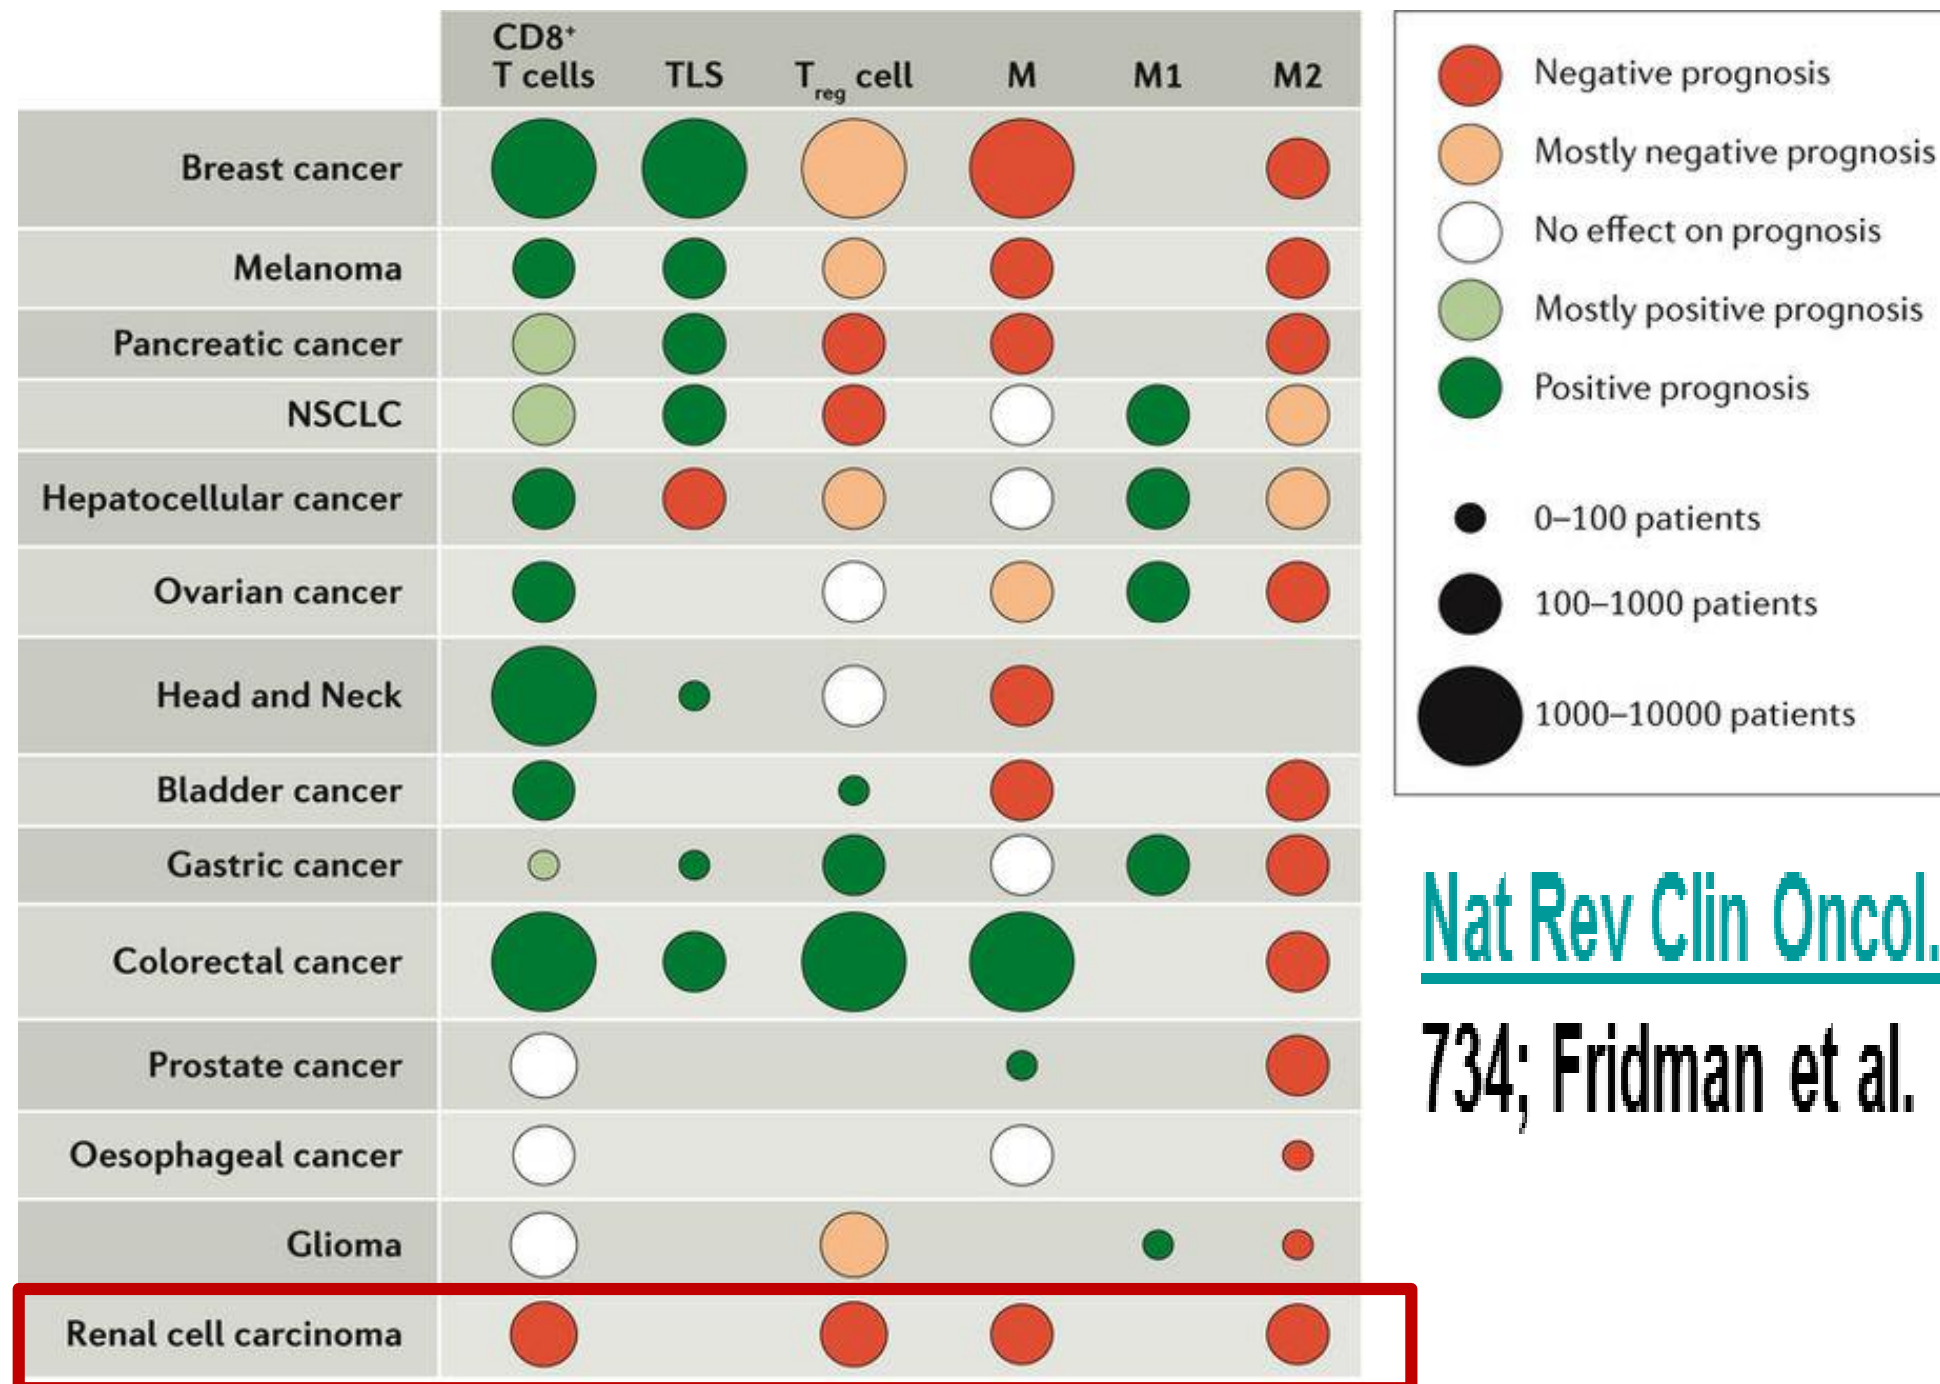 CD8⁺
T cells TLS Treg cell M M1 M2
Breast cancer
Melanoma
Pancreatic cancer
NSCLC
Hepatocellular cancer
Ovarian cancer
Head and Neck
Bladder cancer
Gastric cancer
Colorectal cancer
Prostate cancer
Oesophageal cancer
Glioma
Renal cell carcinoma
Negative prognosis
Mostly negative prognosis
No effect on prognosis
Mostly positive prognosis
Positive prognosis
0–100 patients
100–1000 patients
1000–10000 patients
Nat Rev Clin Oncol.
734; Fridman et al.